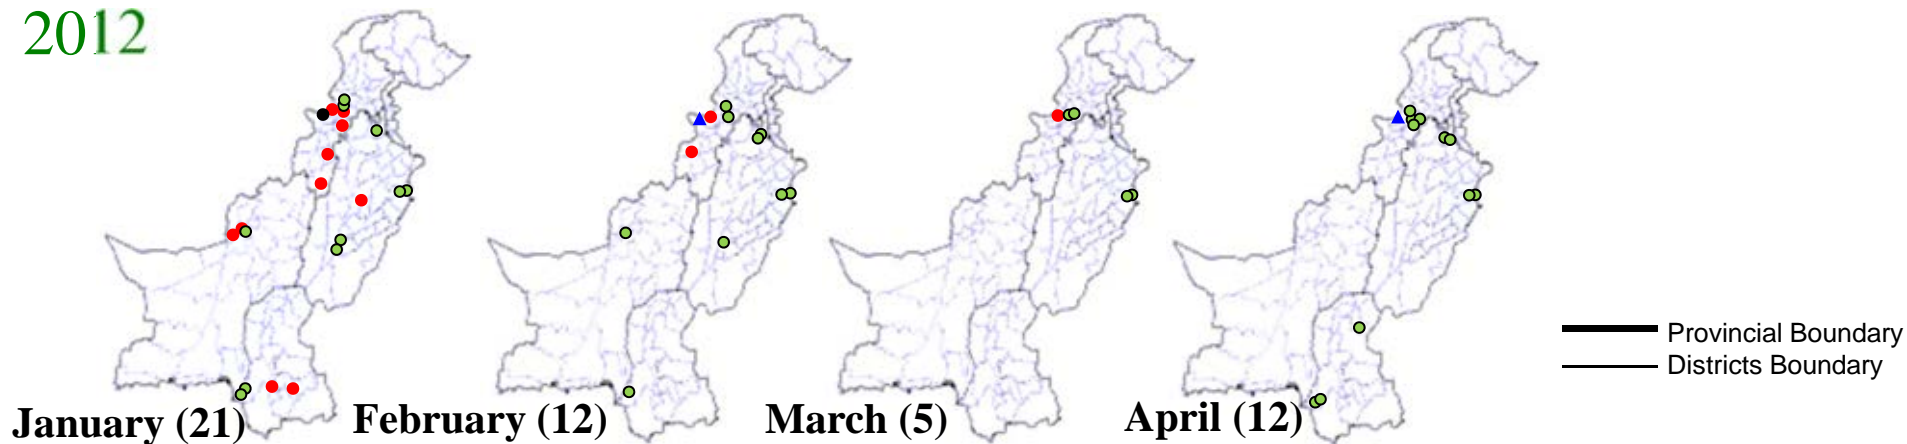 2012
January (21)
February (12)
March (5)
April (12)
Provincial Boundary
Districts Boundary